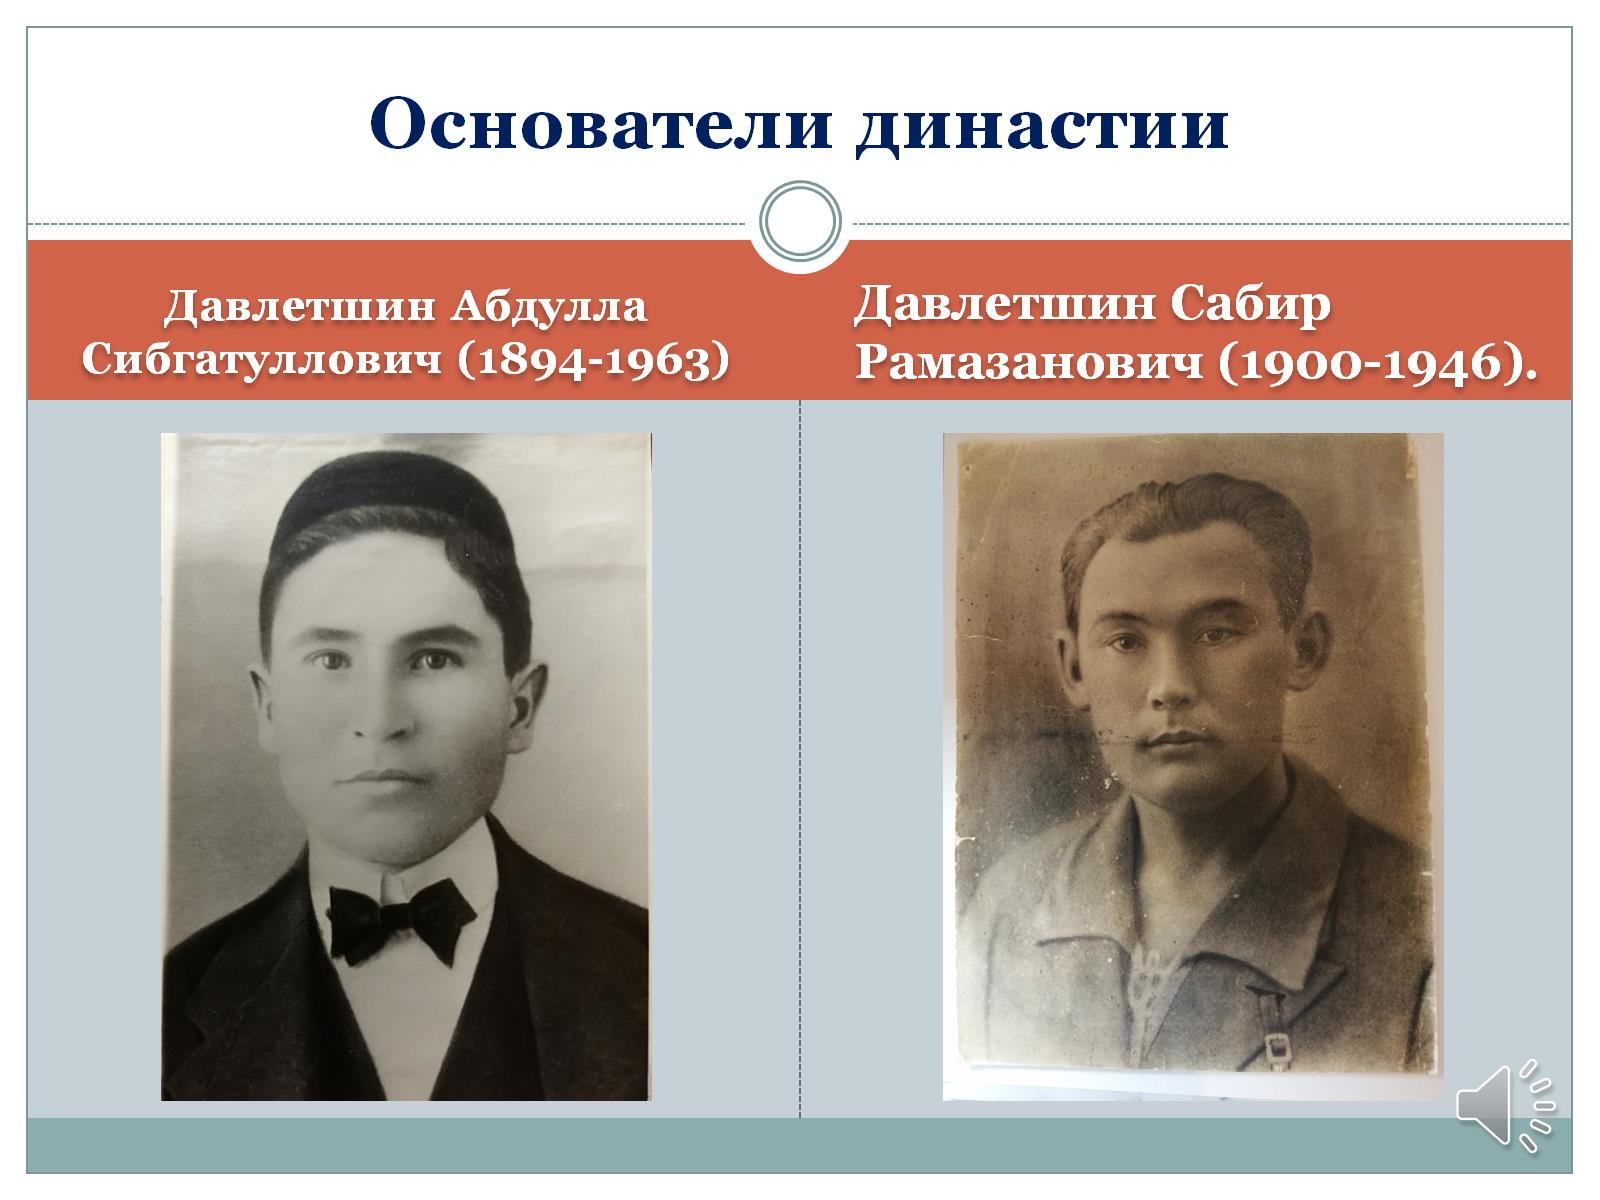 Основатели династии
Давлетшин Абдулла
Сибгатуллович (1894-1963)
Давлетшин Сабир
Рамазанович (1900-1946).